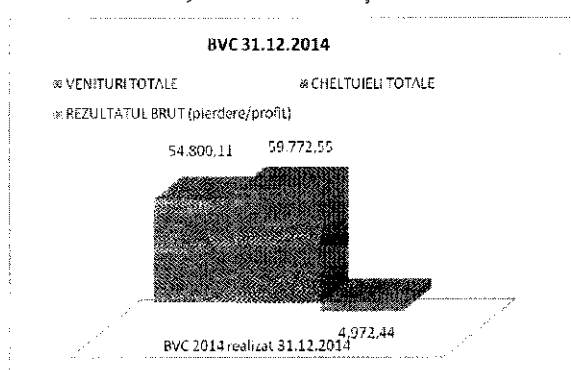 BVC 31.12.2014
VENITURI TOTALE
CHELTUIELI TOTALE
REZULTATUL BRUT (pierdere/profit)
54.800,11
59.772,55
4,972,44
BVC 2014 realizat 31.12.2014